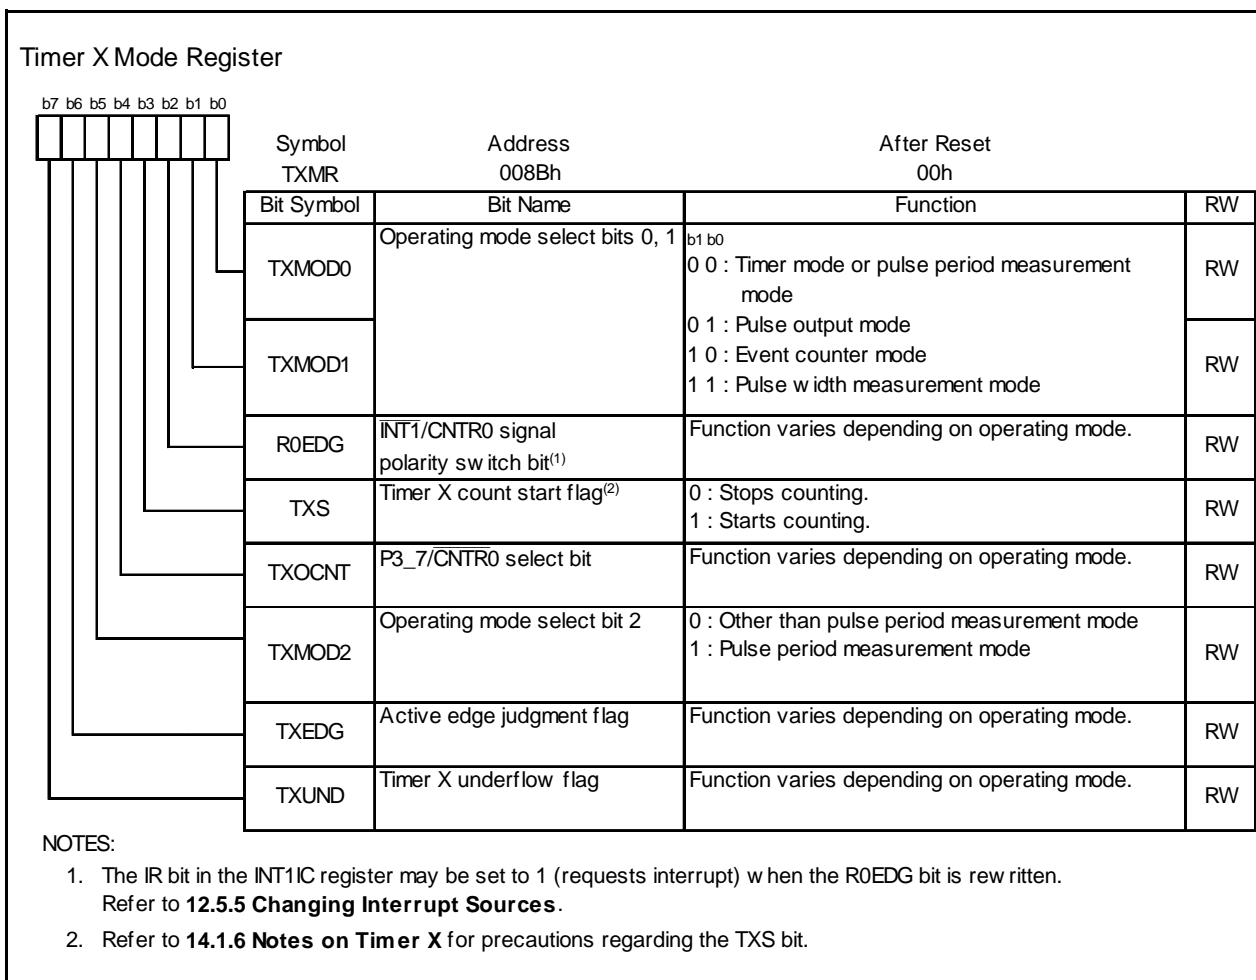 Timer X Mode Register
b7 b6 b5 b4 b3 b2 b1 b0
Symbol Address After Reset
TXMR 008Bh 00h
Bit Symbol Bit Name Function RW
TXMOD0 Operating mode select bits 0, 1 b1 b0
0 0 : Timer mode or pulse period measurement
mode RW
0 1 : Pulse output mode
TXMOD1 1 0 : Event counter mode RW
1 1 : Pulse width measurement mode
R0EDG INT1/CNTR0 signal Function varies depending on operating mode. RW
polarity switch bit(1)
TXS Timer X count start flag(2) 0 : Stops counting. RW
1 : Starts counting.
TXOCNT P3_7/CNTR0 select bit Function varies depending on operating mode. RW
TXMOD2 Operating mode select bit 2 0 : Other than pulse period measurement mode RW
1 : Pulse period measurement mode
TXEDG Active edge judgment flag Function varies depending on operating mode. RW
TXUND Timer X underflow flag Function varies depending on operating mode. RW
NOTES:
1. The IR bit in the INT1IC register may be set to 1 (requests interrupt) when the R0EDG bit is rewritten.
Refer to 12.5.5 Changing Interrupt Sources.
2. Refer to 14.1.6 Notes on Timer X for precautions regarding the TXS bit.